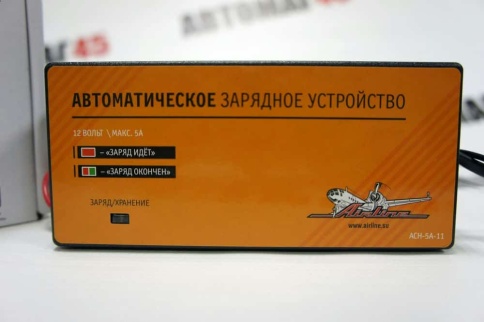 АВТОМАГ45
АВТОМАТИЧЕСКОЕ ЗАРЯДНОЕ УСТРОЙСТВО
12 ВОЛЬТ \ МАКС. 5А
– «ЗАРЯД ИДЁТ»
– «ЗАРЯД ОКОНЧЕН»
ЗАРЯД/ХРАНЕНИЕ
AirLine
www.airline.su
ACH-5A-11